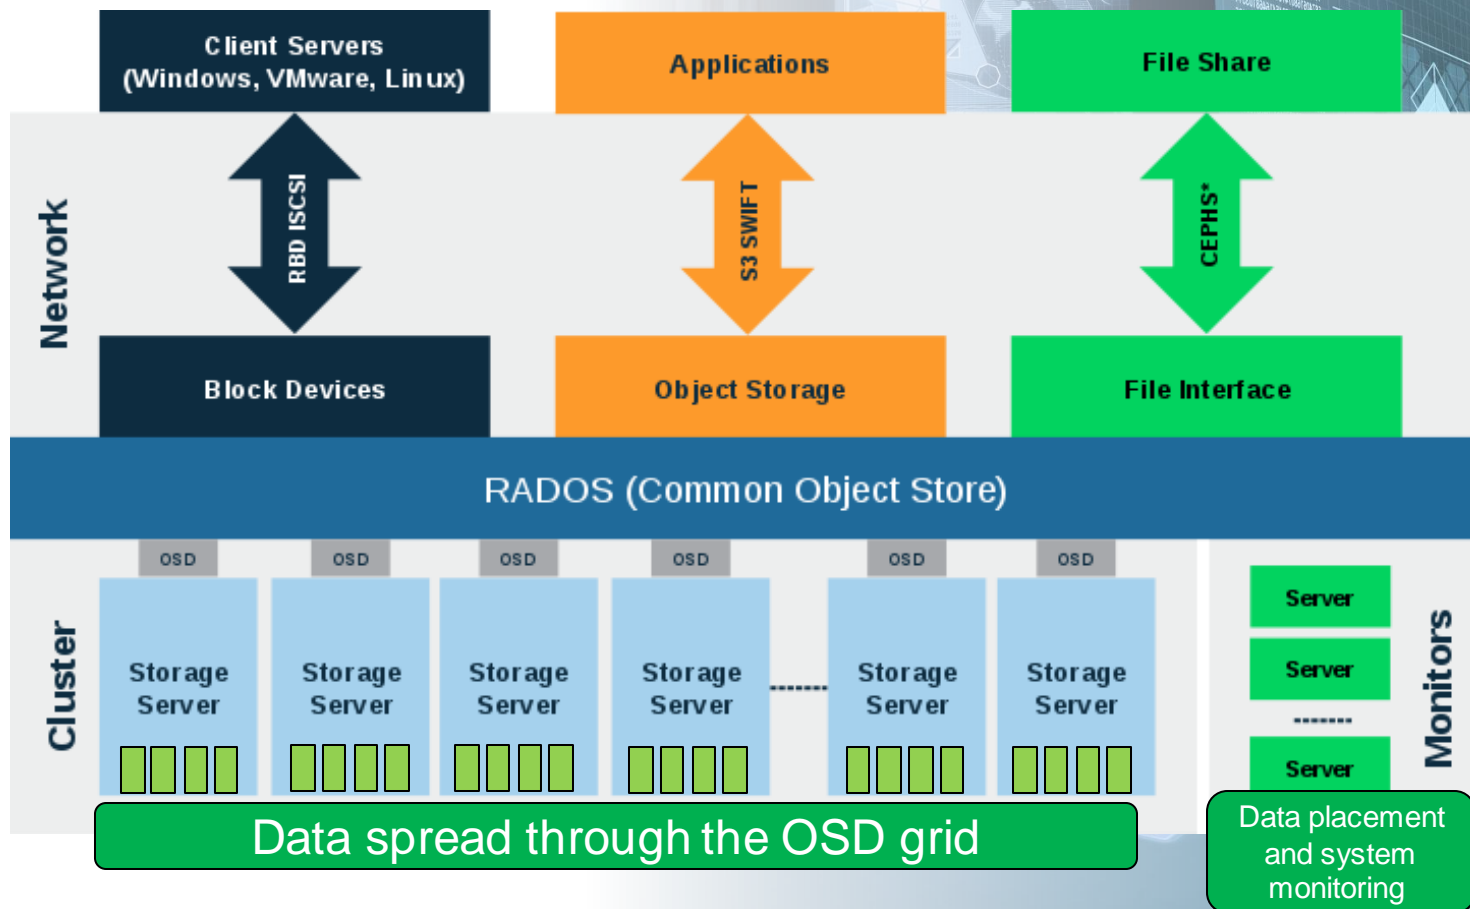 Client Servers
(Windows, VMware, Linux)
Applications
File Share
Network
RBD ISCSI
S3 SWIFT
CEPHS*
Block Devices
Object Storage
File Interface
RADOS (Common Object Store)
Cluster
OSD
OSD
OSD
OSD
OSD
OSD
Storage
Server
Storage
Server
Storage
Server
Storage
Server
Storage
Server
Storage
Server
Server
Server
Server
Monitors
Data spread through the OSD grid
Data placement
and system
monitoring